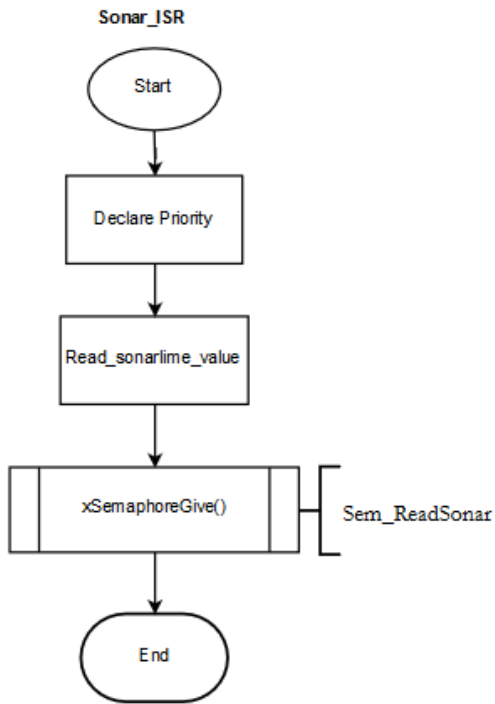 Sonar_ISR
Start
Declare Priority
Read_sonarlime_value
xSemaphoreGive()
Sem_ReadSonar
End